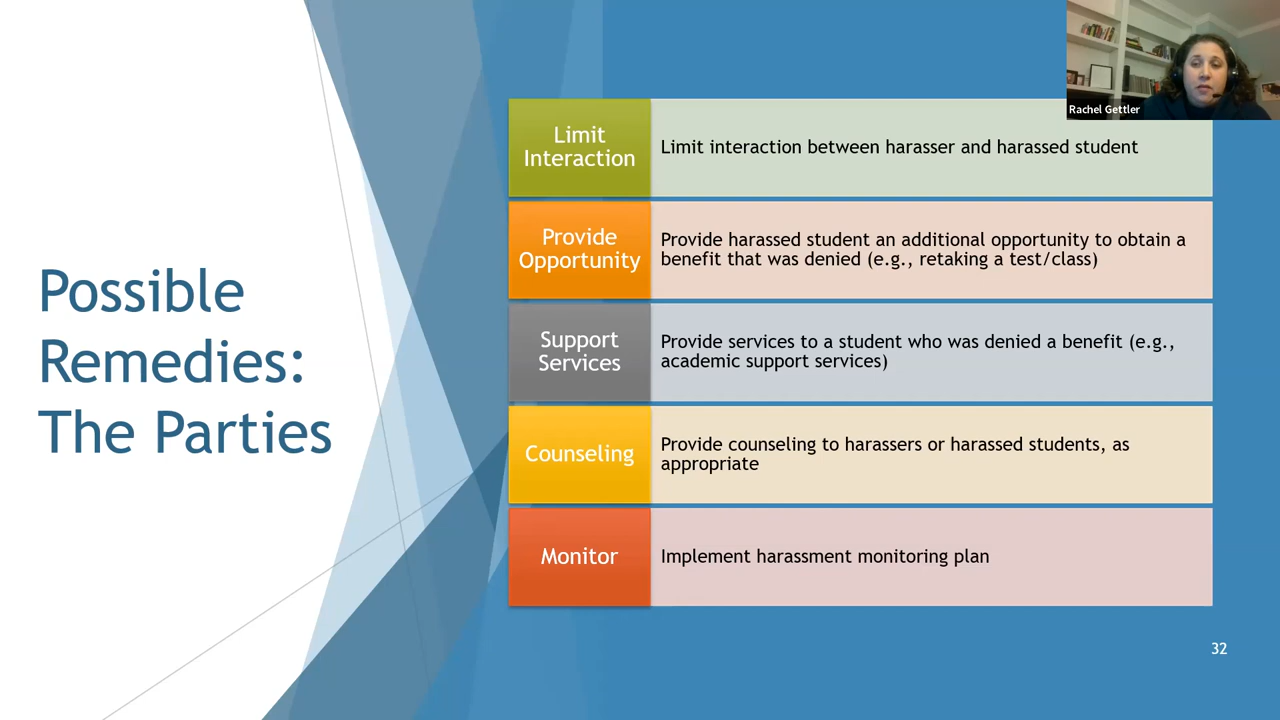 Rachel Gettler
Possible
Remedies:
The Parties
Limit
Interaction
Limit interaction between harasser and harassed student
Provide
Opportunity
Provide harassed student an additional opportunity to obtain a
benefit that was denied (e.g., retaking a test/class)
Support
Services
Provide services to a student who was denied a benefit (e.g.,
academic support services)
Counseling
Provide counseling to harassers or harassed students, as
appropriate
Monitor
Implement harassment monitoring plan
32